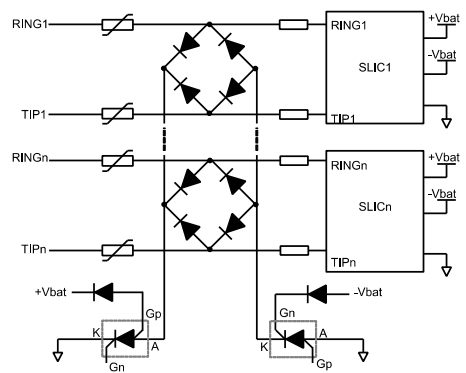 RING1
RING1
+Vbat
-Vbat
SLIC1
TIP1
TIP1
RINGn
RINGn
+Vbat
-Vbat
SLICn
TIPn
TIPn
+Vbat
-Vbat
Gp
Gn
K
A
K
A
Gn
Gp